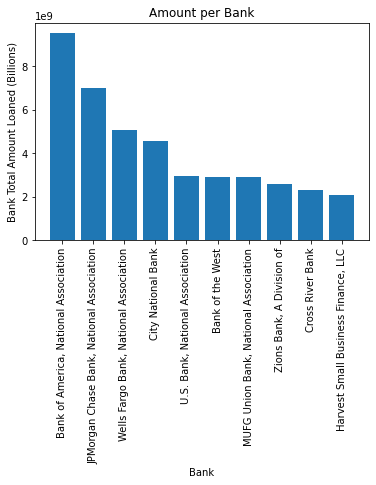 Amount per Bank
1e9
Bank Total Amount Loaned (Billions)
8
6
4
2
0
Bank of America, National Association
JPMorgan Chase Bank, National Association
Wells Fargo Bank, National Association
City National Bank
U.S. Bank, National Association
Bank of the West
MUFG Union Bank, National Association
Zions Bank, A Division of
Cross River Bank
Harvest Small Business Finance, LLC
Bank